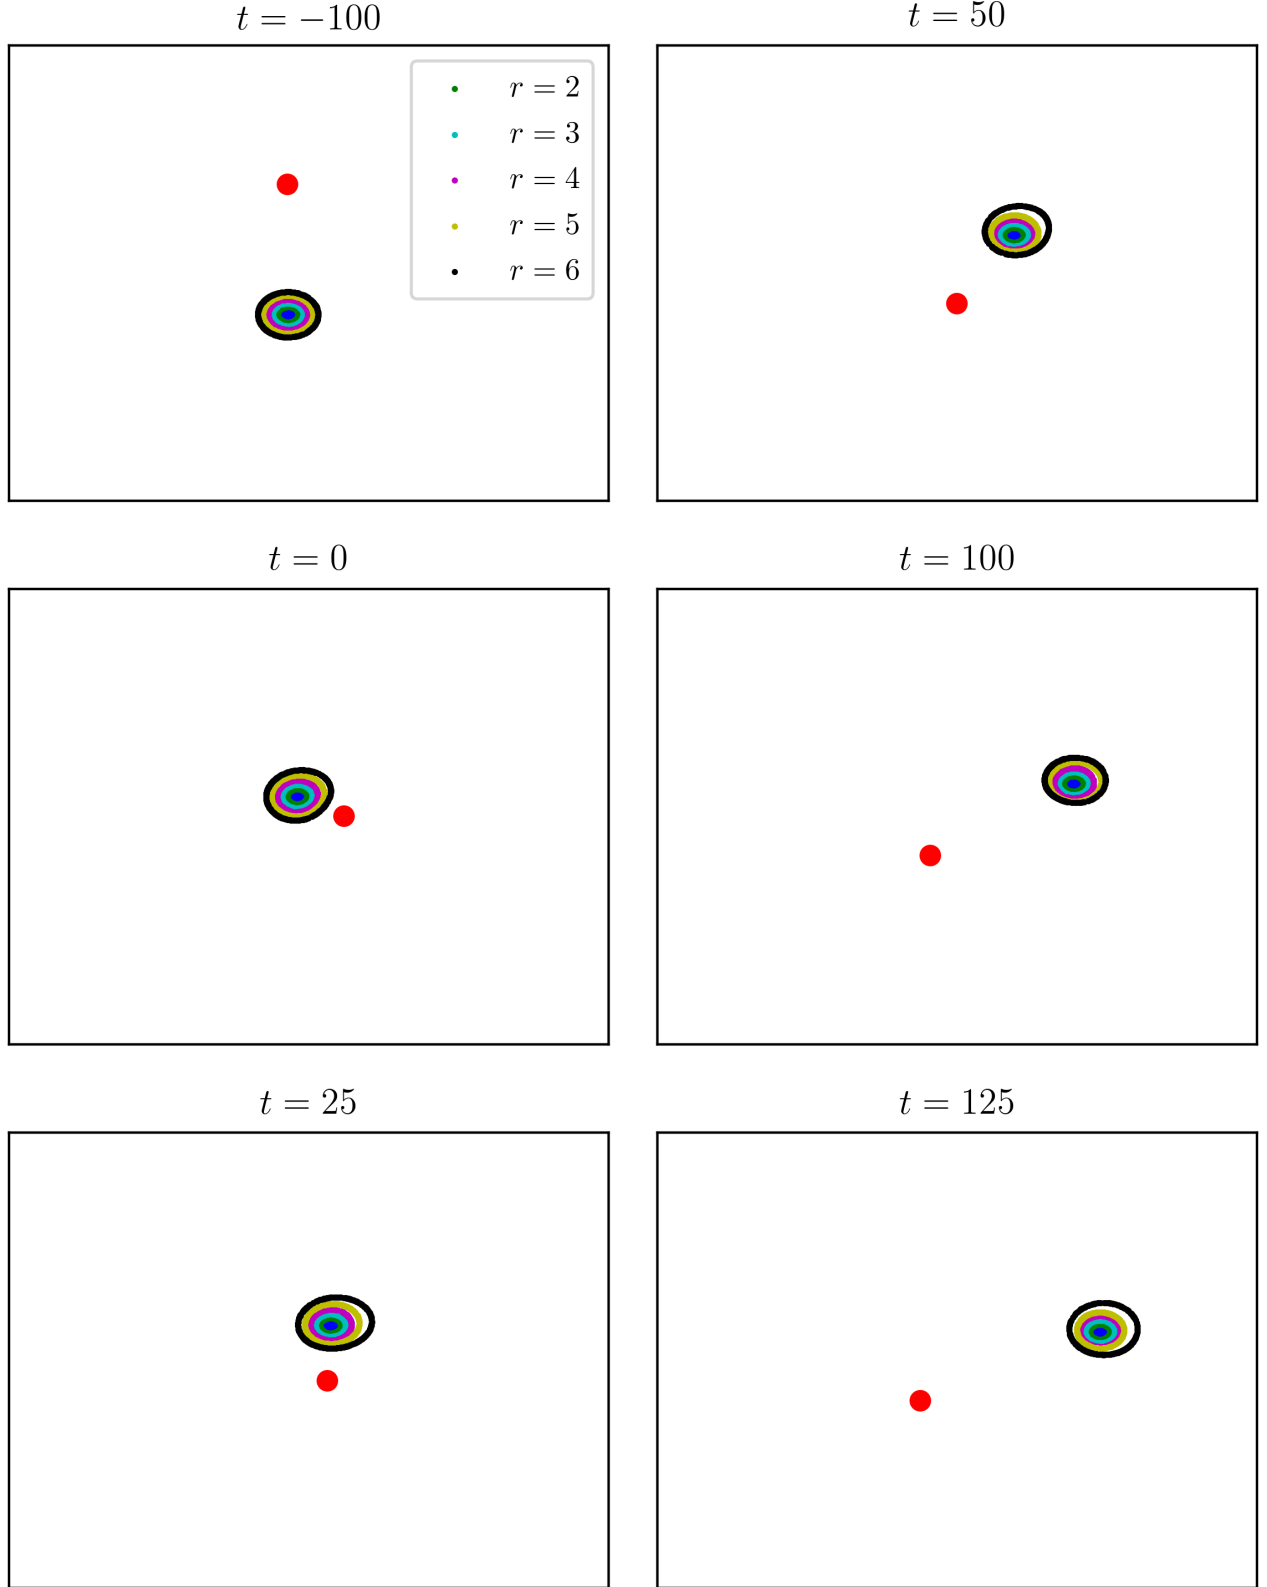 t = −100
t = 50
r = 2
r = 3
r = 4
r = 5
r = 6
t = 0
t = 100
t = 25
t = 125